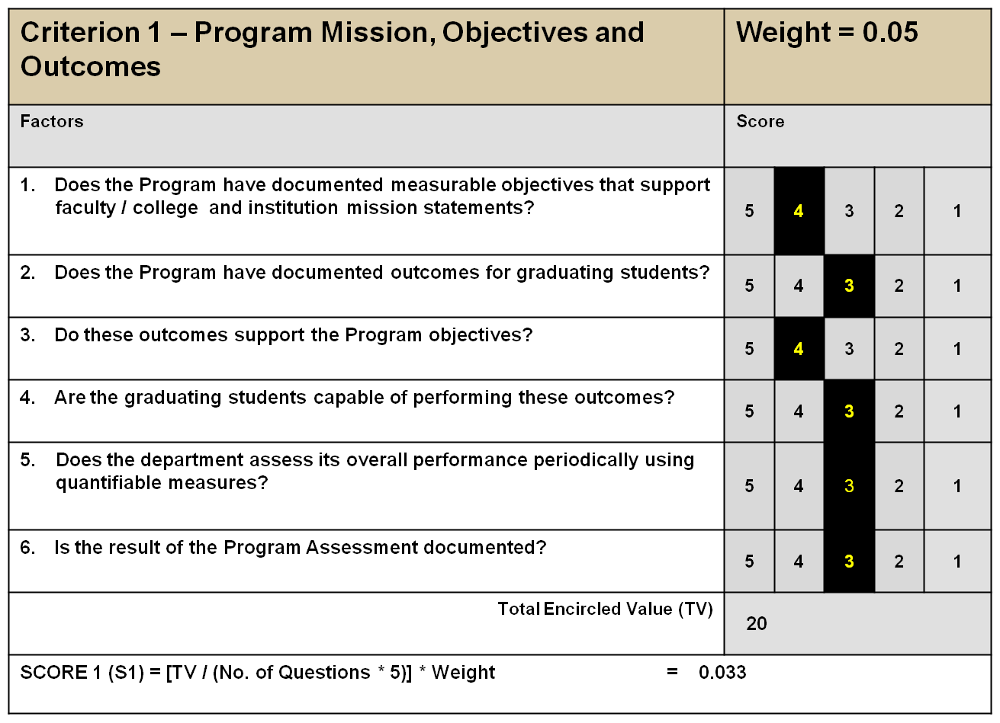 Criterion 1 – Program Mission, Objectives and
Outcomes
Weight = 0.05
Factors
Score
1. Does the Program have documented measurable objectives that support
faculty / college and institution mission statements?
5 4 3 2 1
2. Does the Program have documented outcomes for graduating students?
5 4 3 2 1
3. Do these outcomes support the Program objectives?
5 4 3 2 1
4. Are the graduating students capable of performing these outcomes?
5 4 3 2 1
5. Does the department assess its overall performance periodically using
quantifiable measures?
5 4 3 2 1
6. Is the result of the Program Assessment documented?
5 4 3 2 1
Total Encircled Value (TV)
20
SCORE 1 (S1) = [TV / (No. of Questions * 5)] * Weight = 0.033